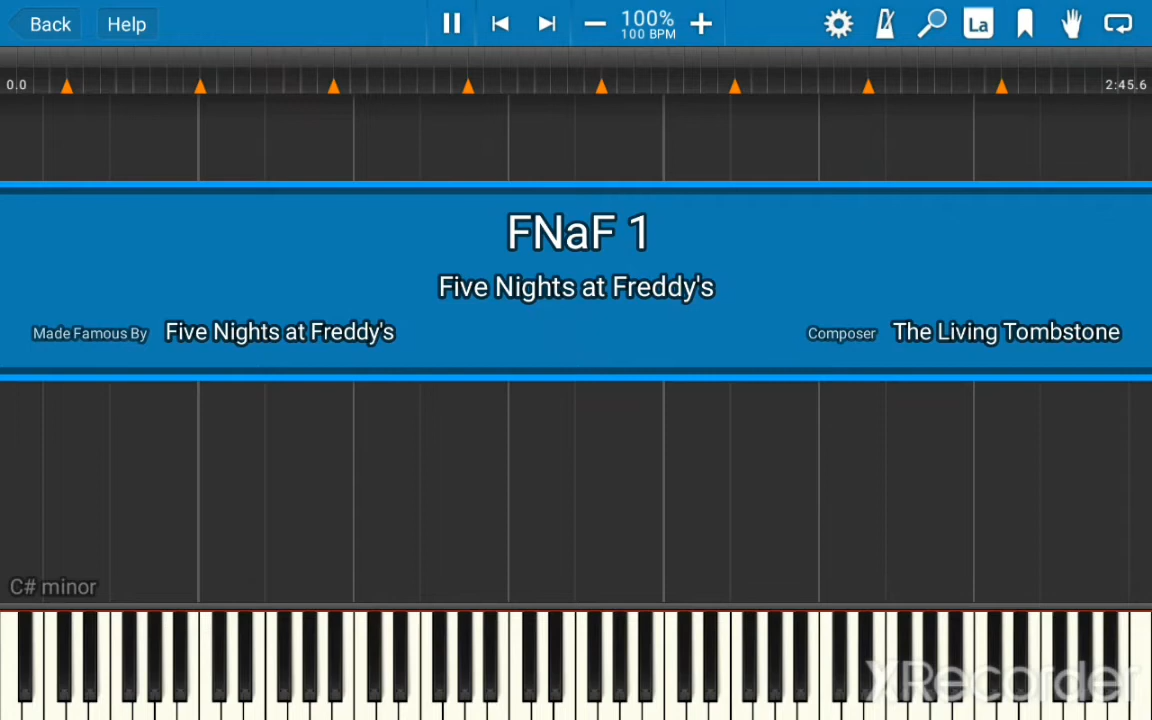 Back Help 100% La
100 BPM
0.0 2:45.6
FNaF 1
Five Nights at Freddy's
Made Famous By Five Nights at Freddy's Composer The Living Tombstone
C# minor
XRecorder